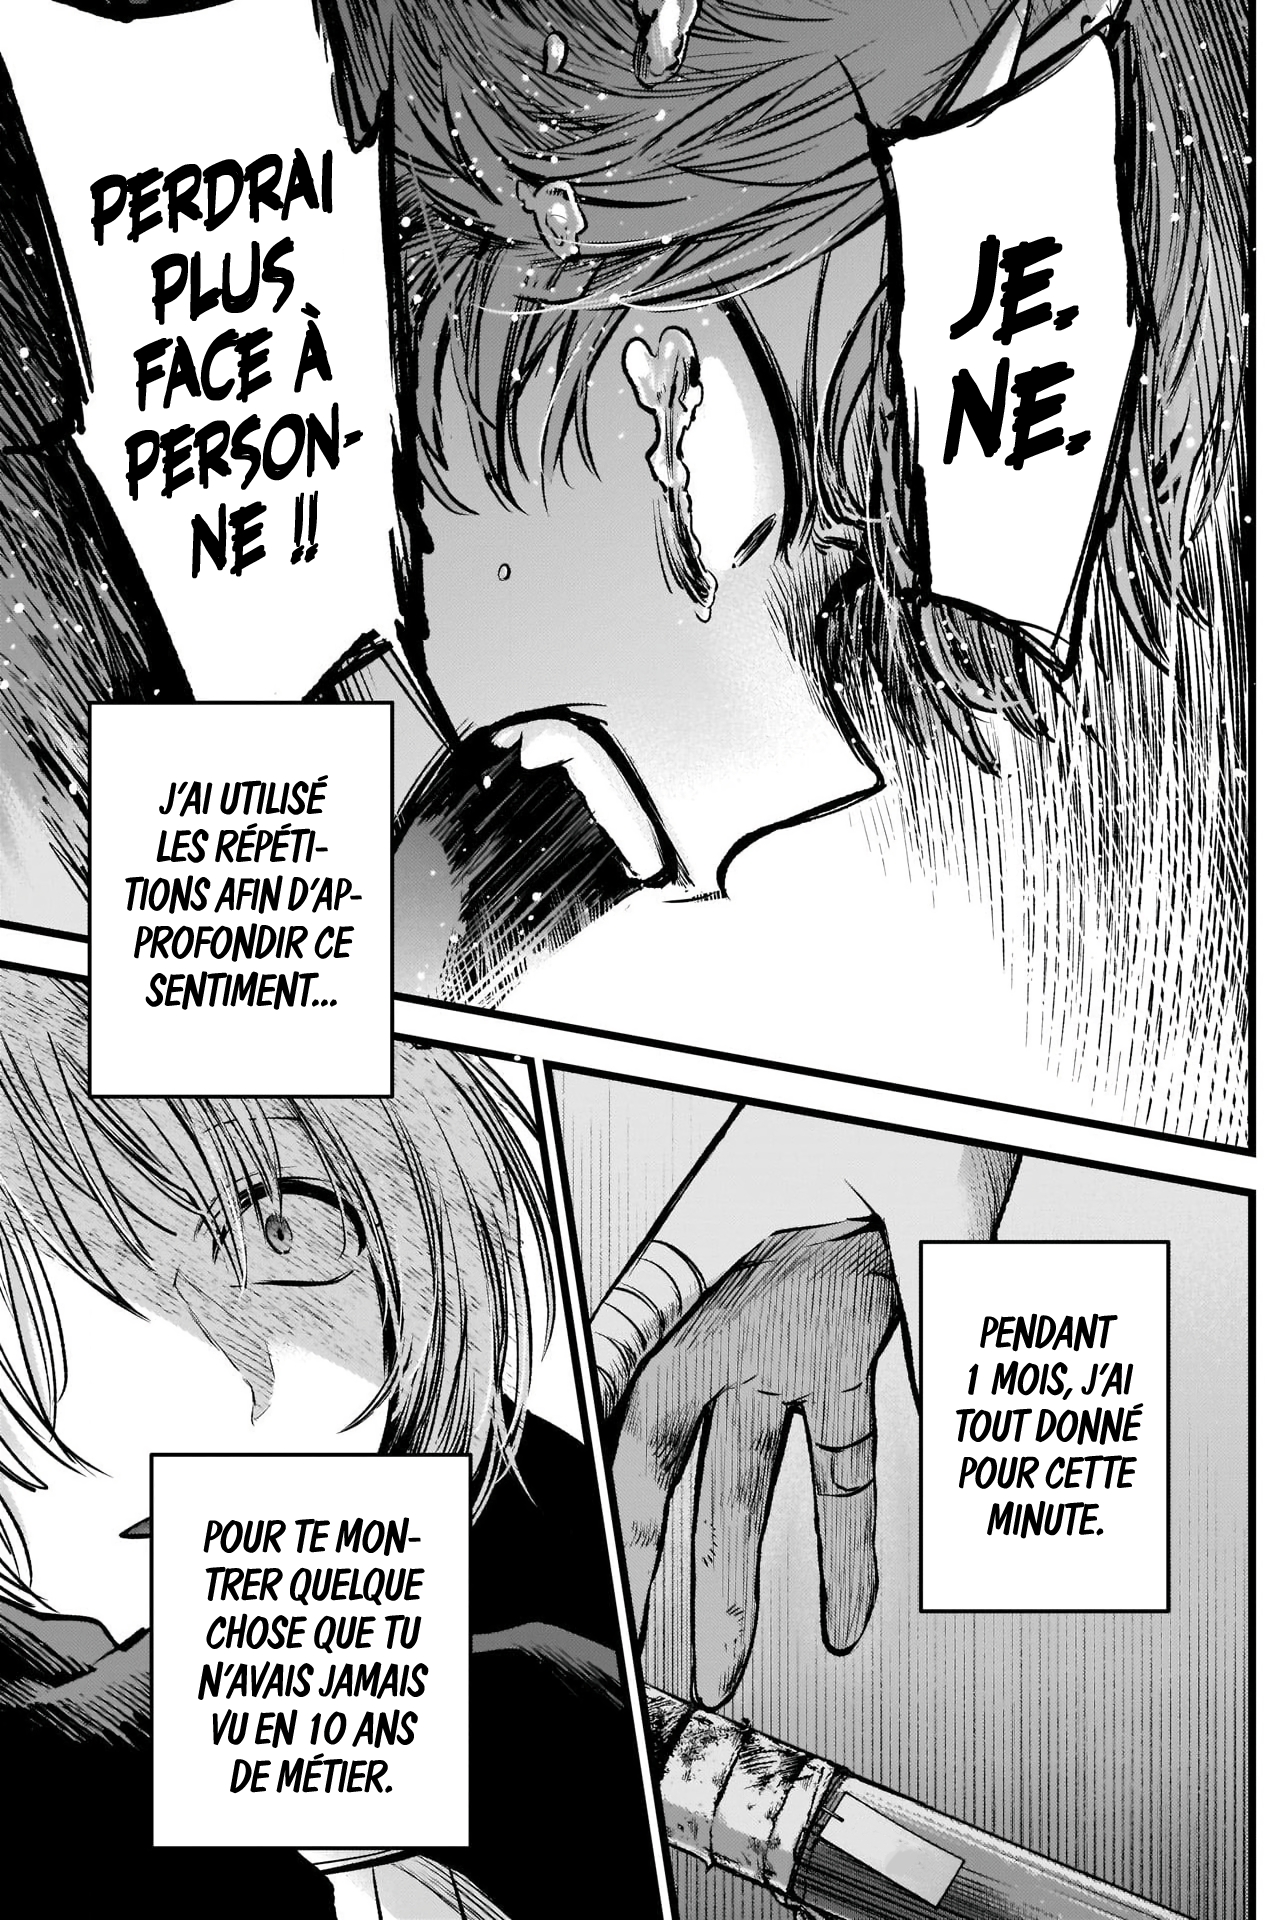 JE.
NE.
PERDRAI
PLUS
FACE À
PERSON-
NE !!
J'AI UTILISÉ
LES RÉPÉTI-
TIONS AFIN D'AP-
PROFONDIR CE
SENTIMENT...
PENDANT
1 MOIS, J'AI
TOUT DONNÉ
POUR CETTE
MINUTE.
POUR TE MON-
TRER QUELQUE
CHOSE QUE TU
N'AVAIS JAMAIS
VU EN 10 ANS
DE MÉTIER.